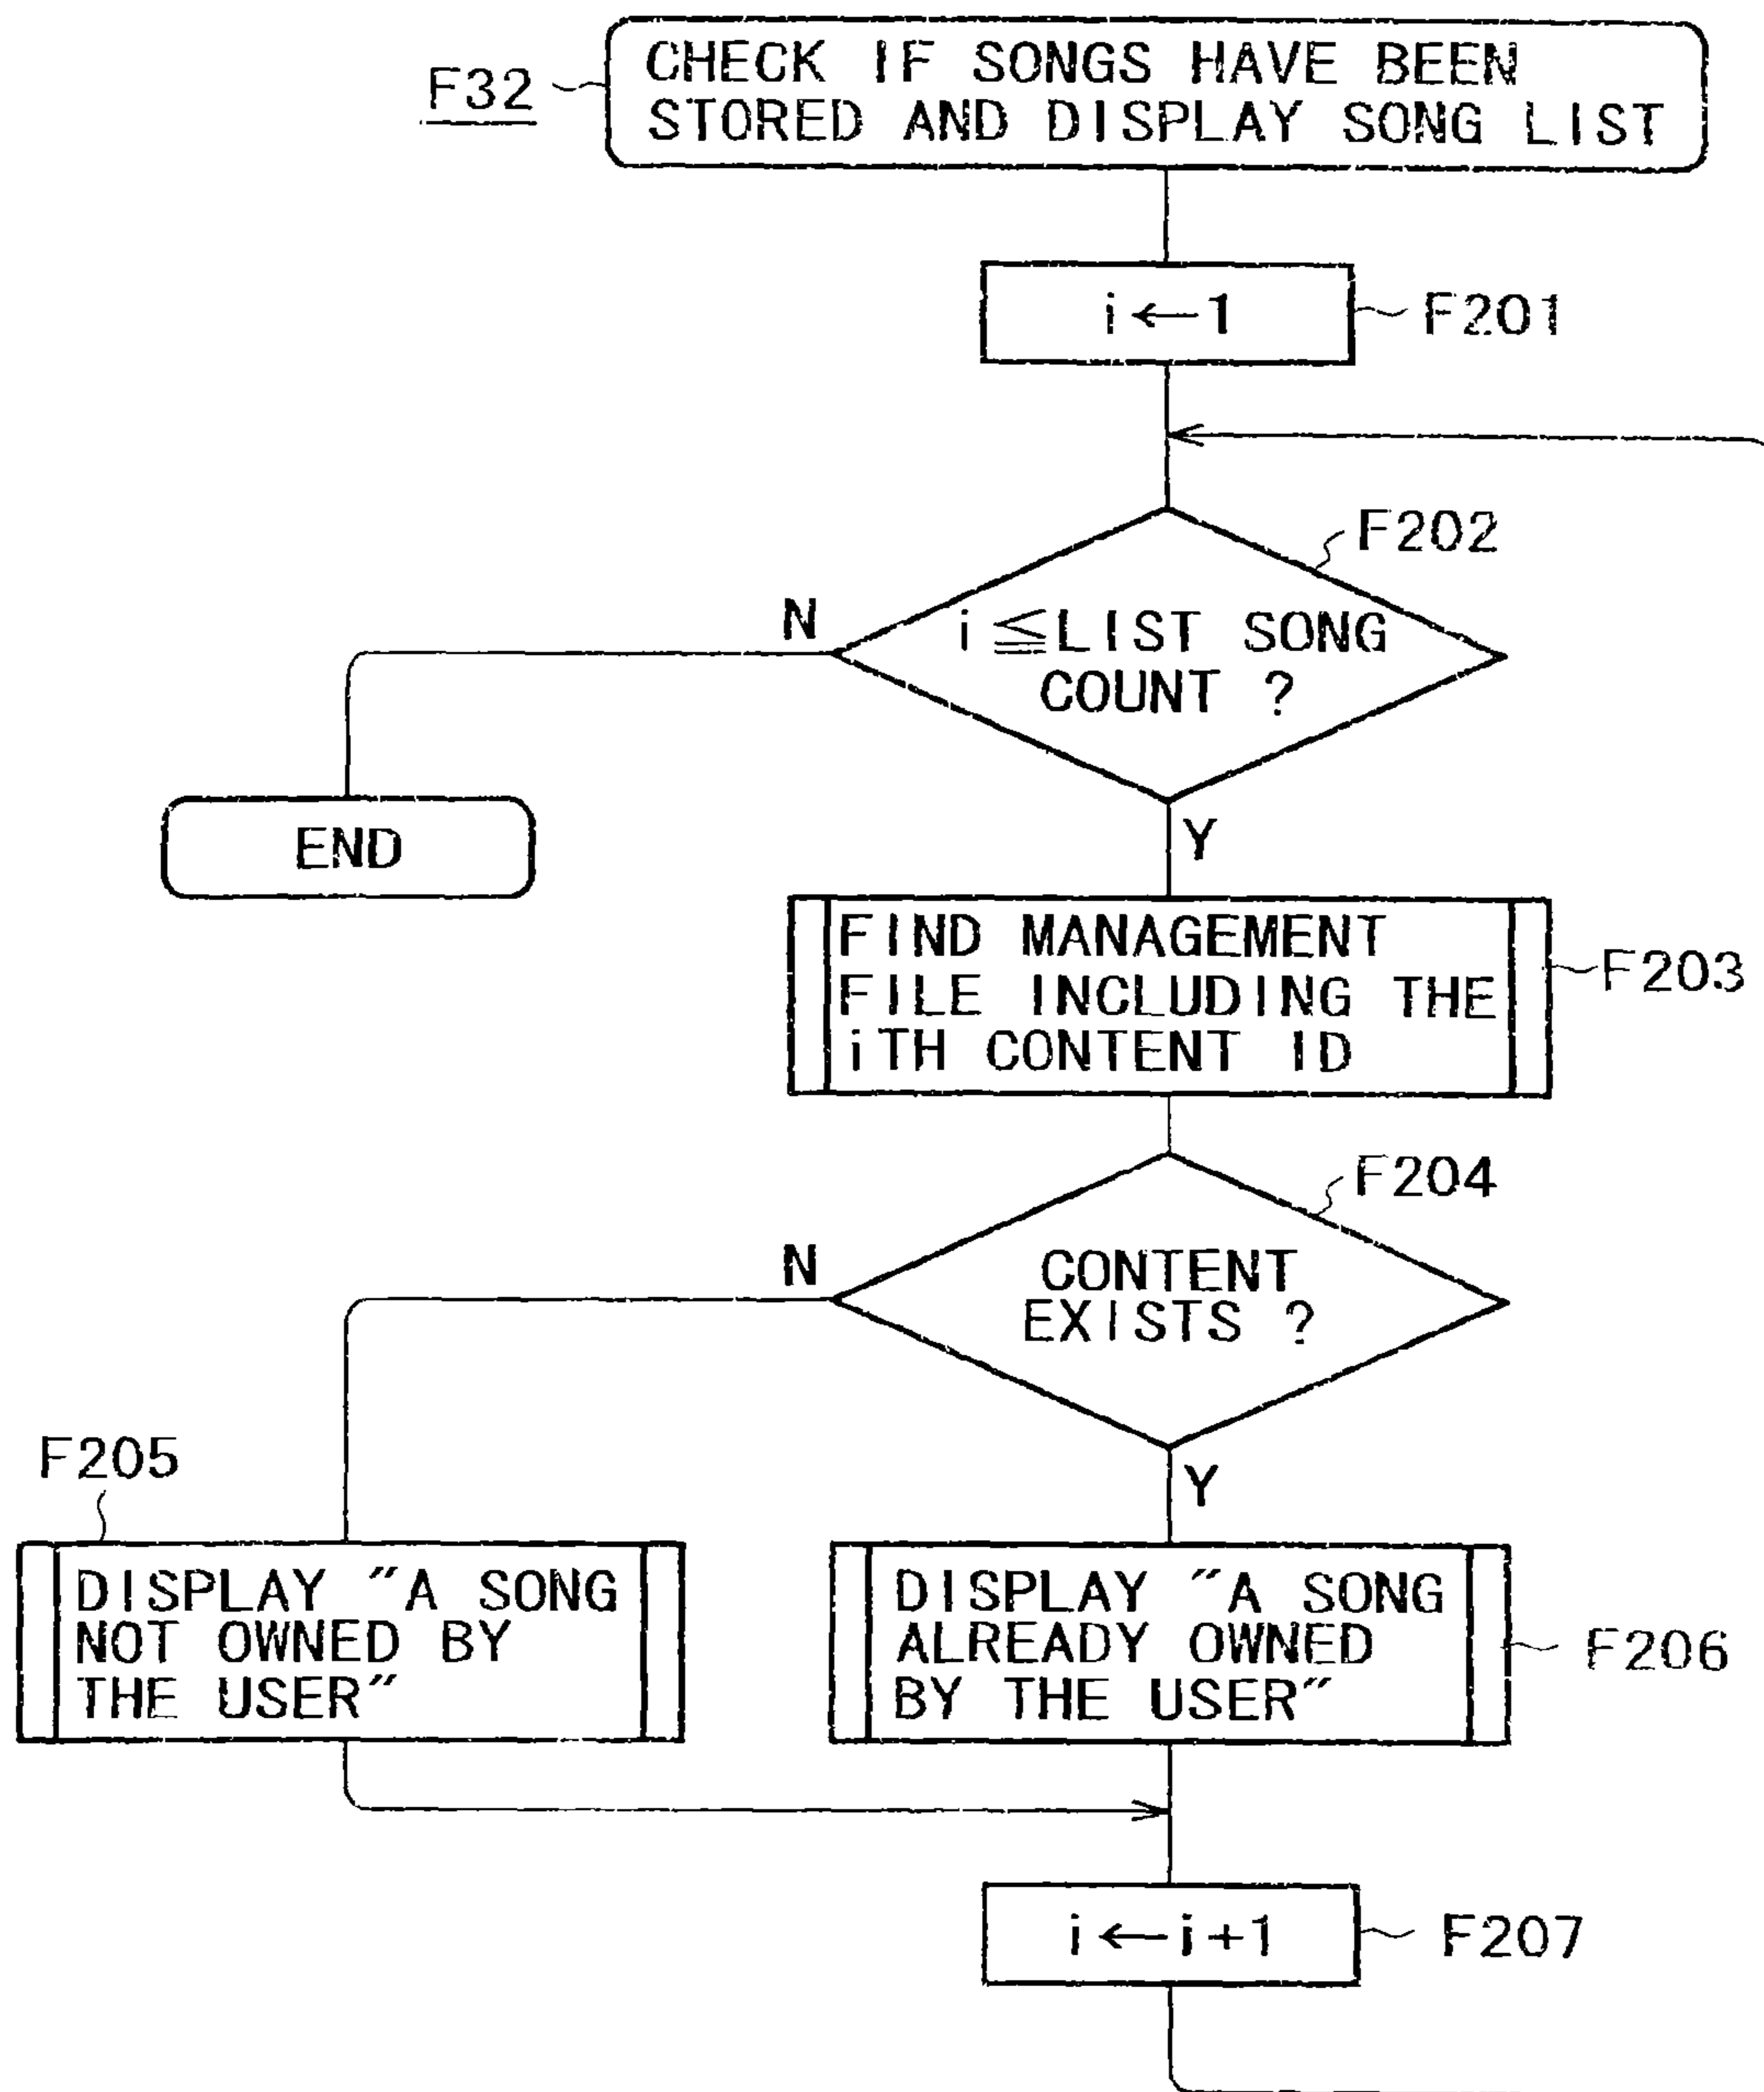 F32
CHECK IF SONGS HAVE BEEN
STORED AND DISPLAY SONG LIST
i←1
F201
F202
N
i≦LIST SONG
COUNT ?
END
Y
FIND MANAGEMENT
FILE INCLUDING THE
iTH CONTENT ID
F203
F204
N
CONTENT
EXISTS ?
F205
Y
DISPLAY "A SONG
NOT OWNED BY
THE USER"
DISPLAY "A SONG
ALREADY OWNED
BY THE USER"
F206
i←i+1
F207